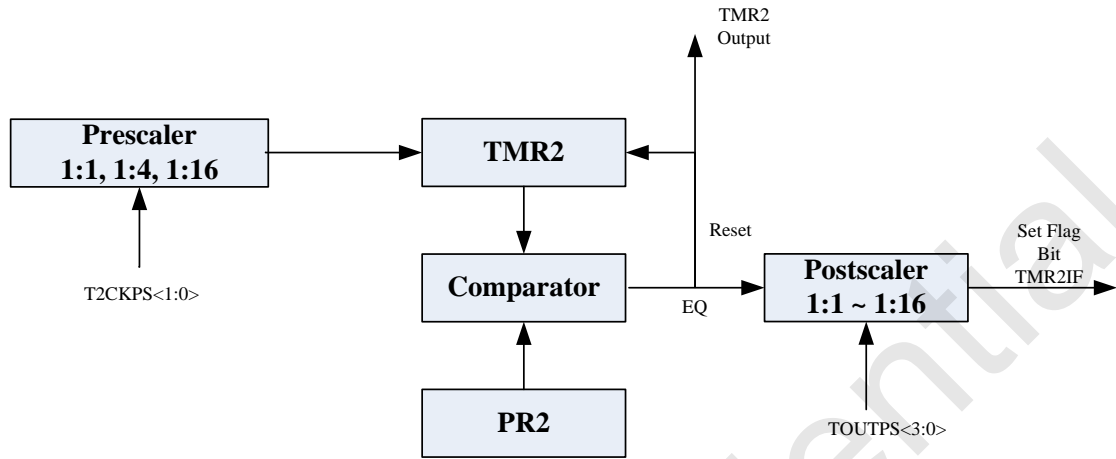 TMR2
Output
Prescaler
1:1, 1:4, 1:16
TMR2
Reset
Set Flag
Bit
TMR2IF
T2CKPS<1:0>
Comparator
EQ
Postscaler
1:1 ~ 1:16
PR2
TOUTPS<3:0>
ential